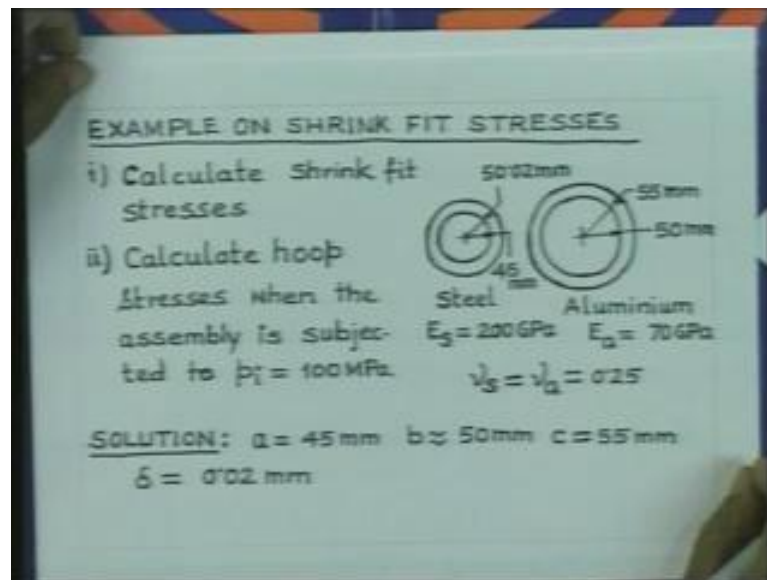 EXAMPLE ON SHRINK FIT STRESSES
i) Calculate shrink fit
stresses
ii) Calculate hoop
stresses when the
assembly is subjec-
ted to pi = 100 MPa.
50.02mm
45
mm
Steel
Es = 200 GPa
55mm
50mm
Aluminium
Ea = 70 GPa
νs = νa = 0.25
SOLUTION: a = 45 mm b ≈ 50mm c = 55 mm
δ = 0.02 mm